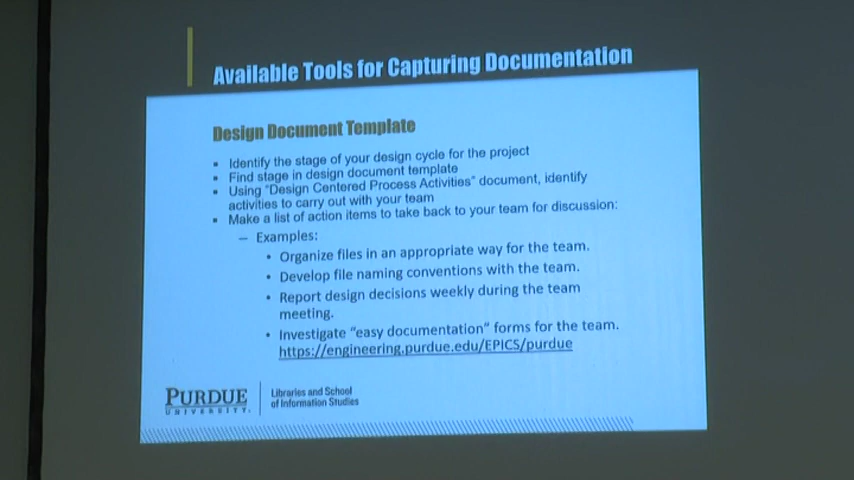 Available Tools for Capturing Documentation
Design Document Template
▪ Identify the stage of your design cycle for the project
▪ Find stage in design document template
▪ Using "Design Centered Process Activities" document, identify
activities to carry out with your team
▪ Make a list of action items to take back to your team for discussion:
– Examples:
• Organize files in an appropriate way for the team.
• Develop file naming conventions with the team.
• Report design decisions weekly during the team
meeting.
• Investigate “easy documentation” forms for the team.
https://engineering.purdue.edu/EPICS/purdue
PURDUE
UNIVERSITY.
Libraries and School
of Information Studies